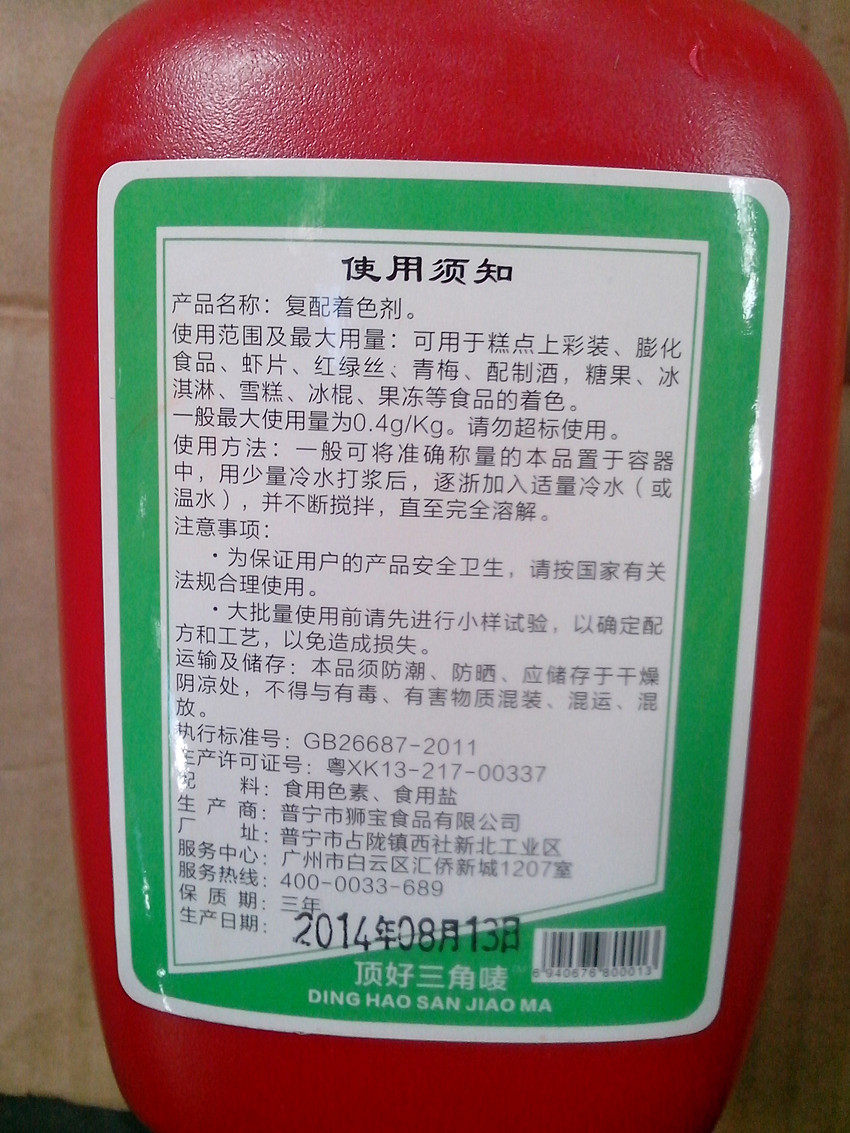 使用须知
产品名称：复配着色剂。
使用范围及最大用量：可用于糕点上彩装、膨化
食品、虾片、红绿丝、青梅、配制酒，糖果、冰
淇淋、雪糕、冰棍、果冻等食品的着色。
一般最大使用量为0.4g/Kg。请勿超标使用。
使用方法：一般可将准确称量的本品置于容器
中，用少量冷水打浆后，逐浙加入适量冷水（或
温水），并不断搅拌，直至完全溶解。
注意事项：
·为保证用户的产品安全卫生，请按国家有关
法规合理使用。
·大批量使用前请先进行小样试验，以确定配
方和工艺，以免造成损失。
运输及储存：本品须防潮、防晒、应储存于干燥
阴凉处，不得与有毒、有害物质混装、混运、混
放。
执行标准号：GB26687-2011
生产许可证号：粤XK13-217-00337
配 料：食用色素、食用盐
生 产 商：普宁市狮宝食品有限公司
厂 址：普宁市占陇镇西社新北工业区
服务中心：广州市白云区汇侨新城1207室
服务热线：400-0033-689
保 质 期：三年
生产日期：2014年08月13日
6 940676 800013
顶好三角唛™
DING HAO SAN JIAO MA